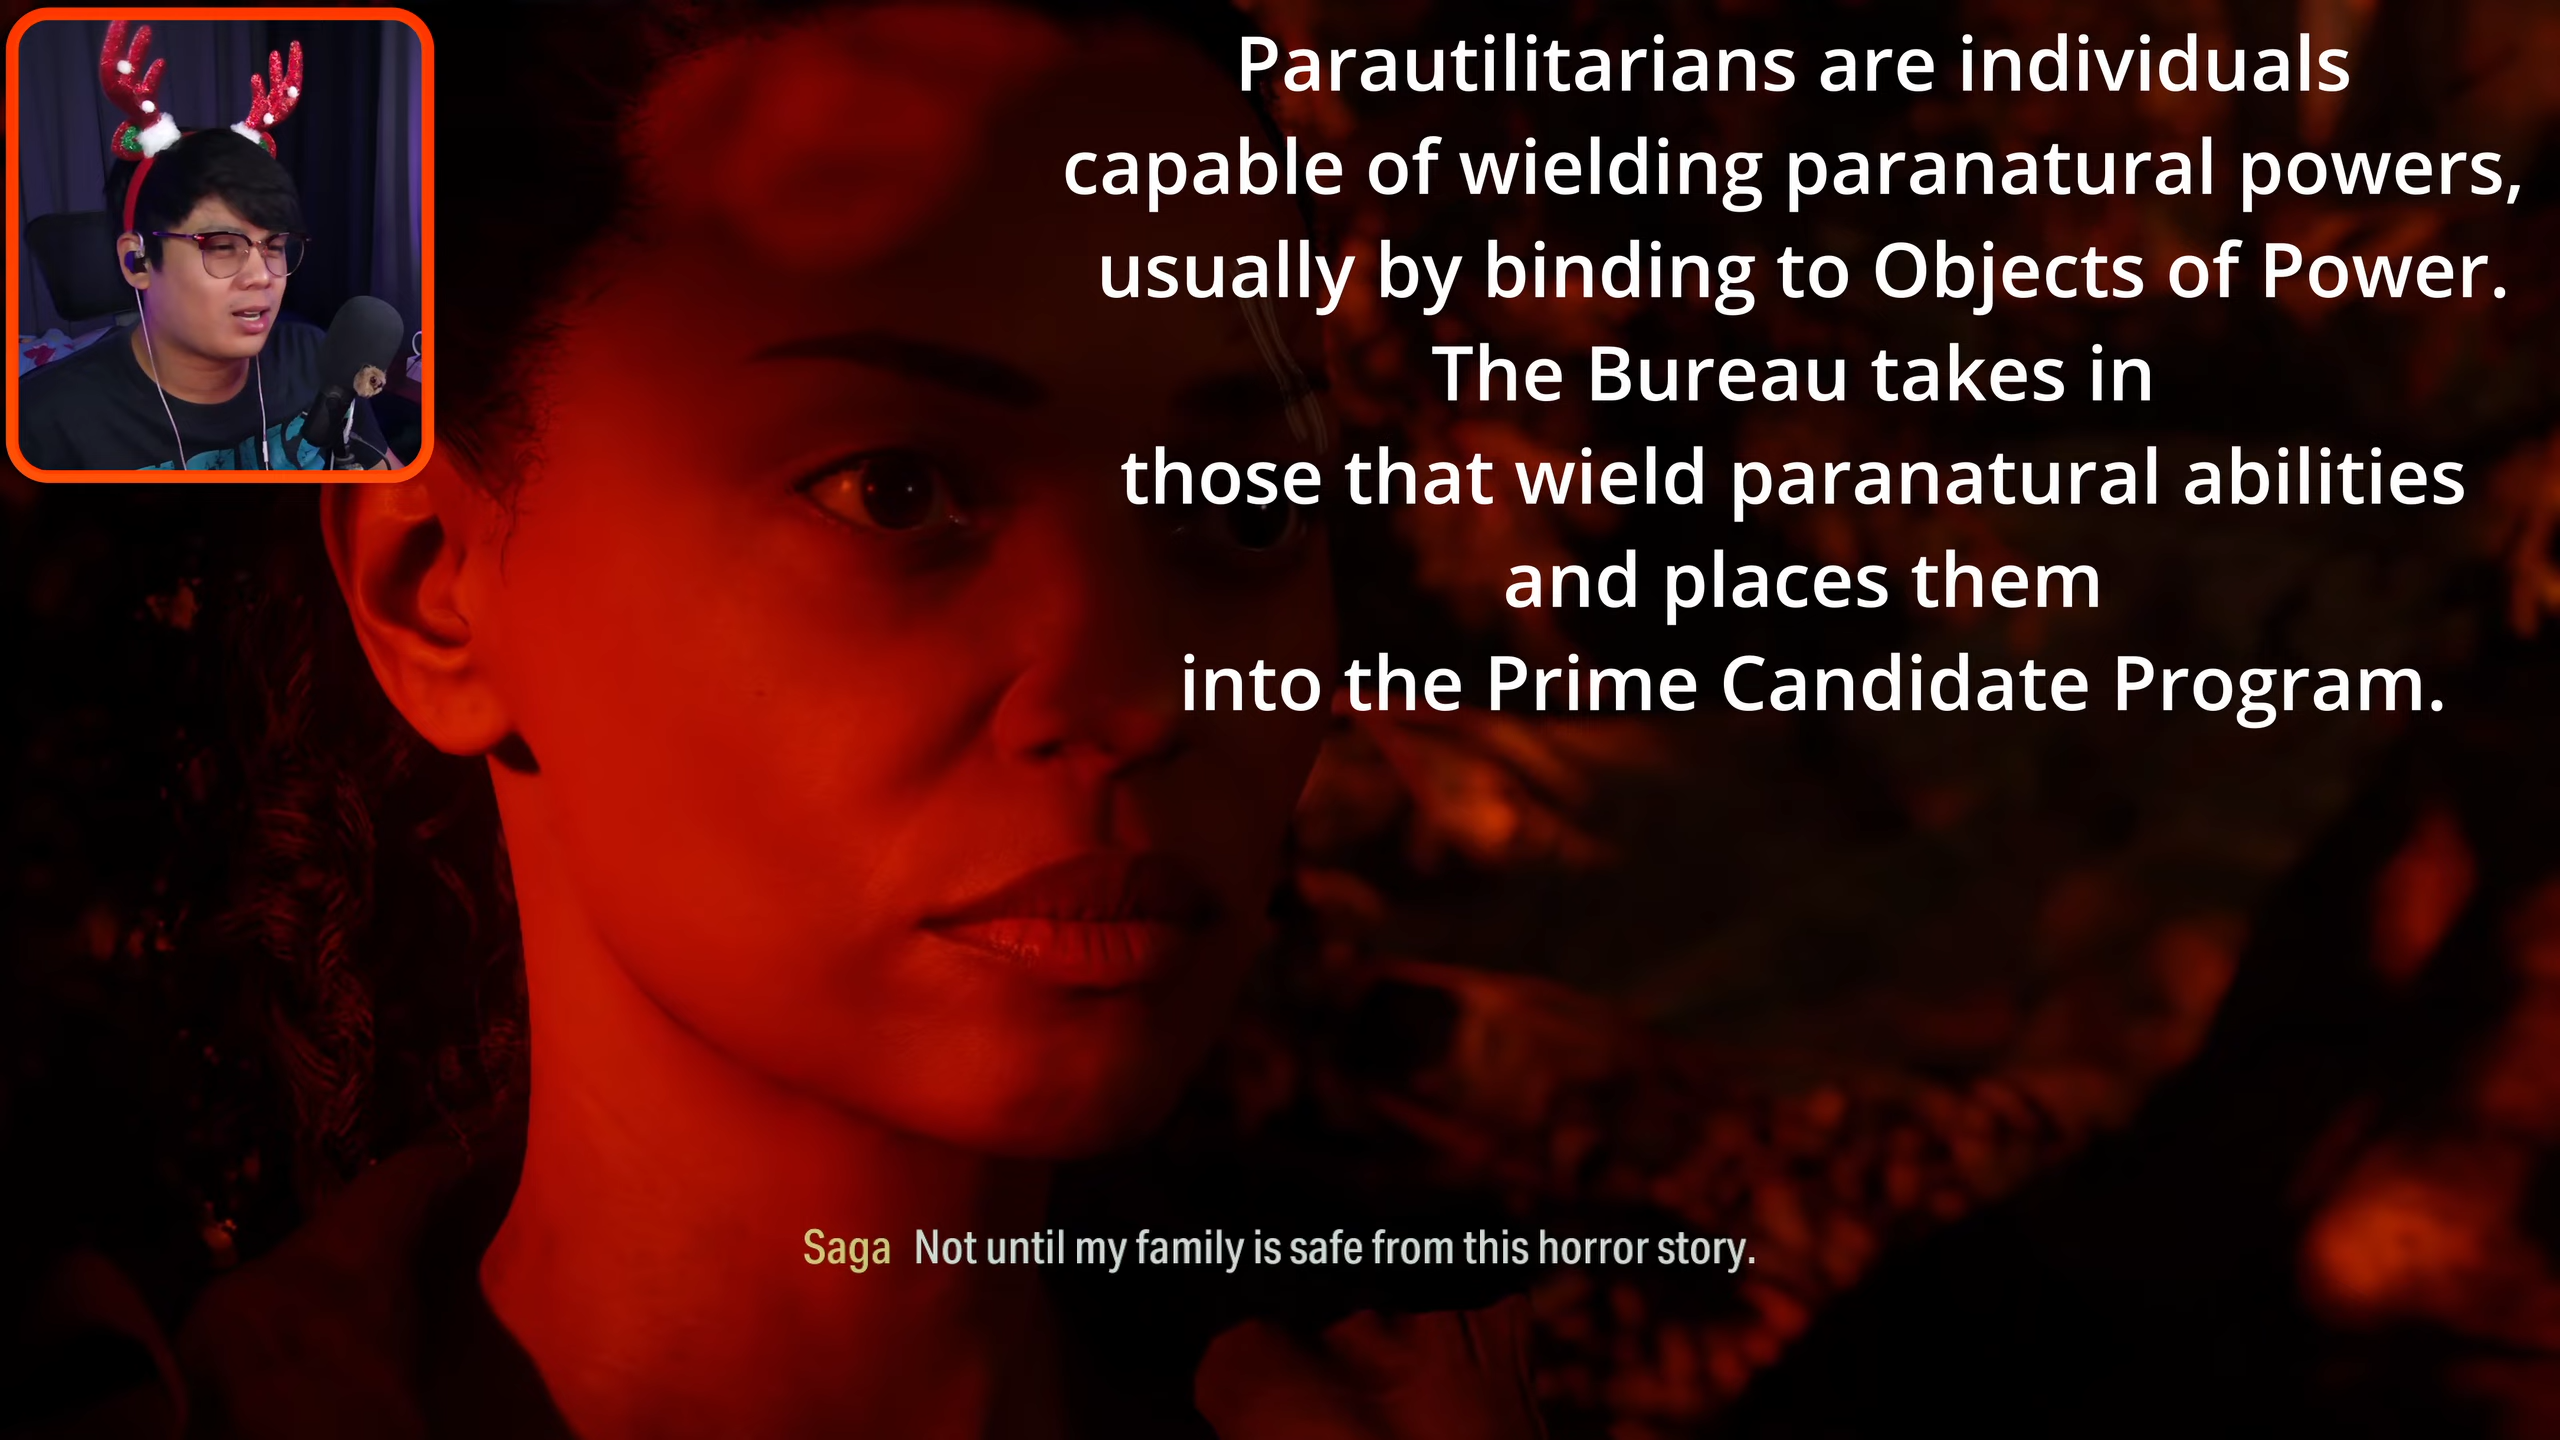 Parautilitarians are individuals
capable of wielding paranatural powers,
usually by binding to Objects of Power.
The Bureau takes in
those that wield paranatural abilities
and places them
into the Prime Candidate Program.
Saga Not until my family is safe from this horror story.